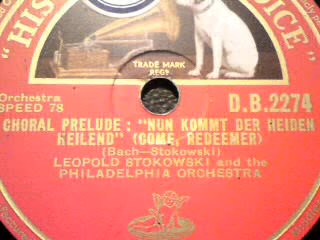 "HIS
VOICE"
TRADE MARK
REGD
Orchestra
SPEED 78
D.B. 2274
CHORAL PRELUDE: "NUN KOMMT DER HEIDEN
HEILEND" (COME, REDEEMER)
(Bach—Stokowski)
LEOPOLD STOKOWSKI and the
PHILADELPHIA ORCHESTRA